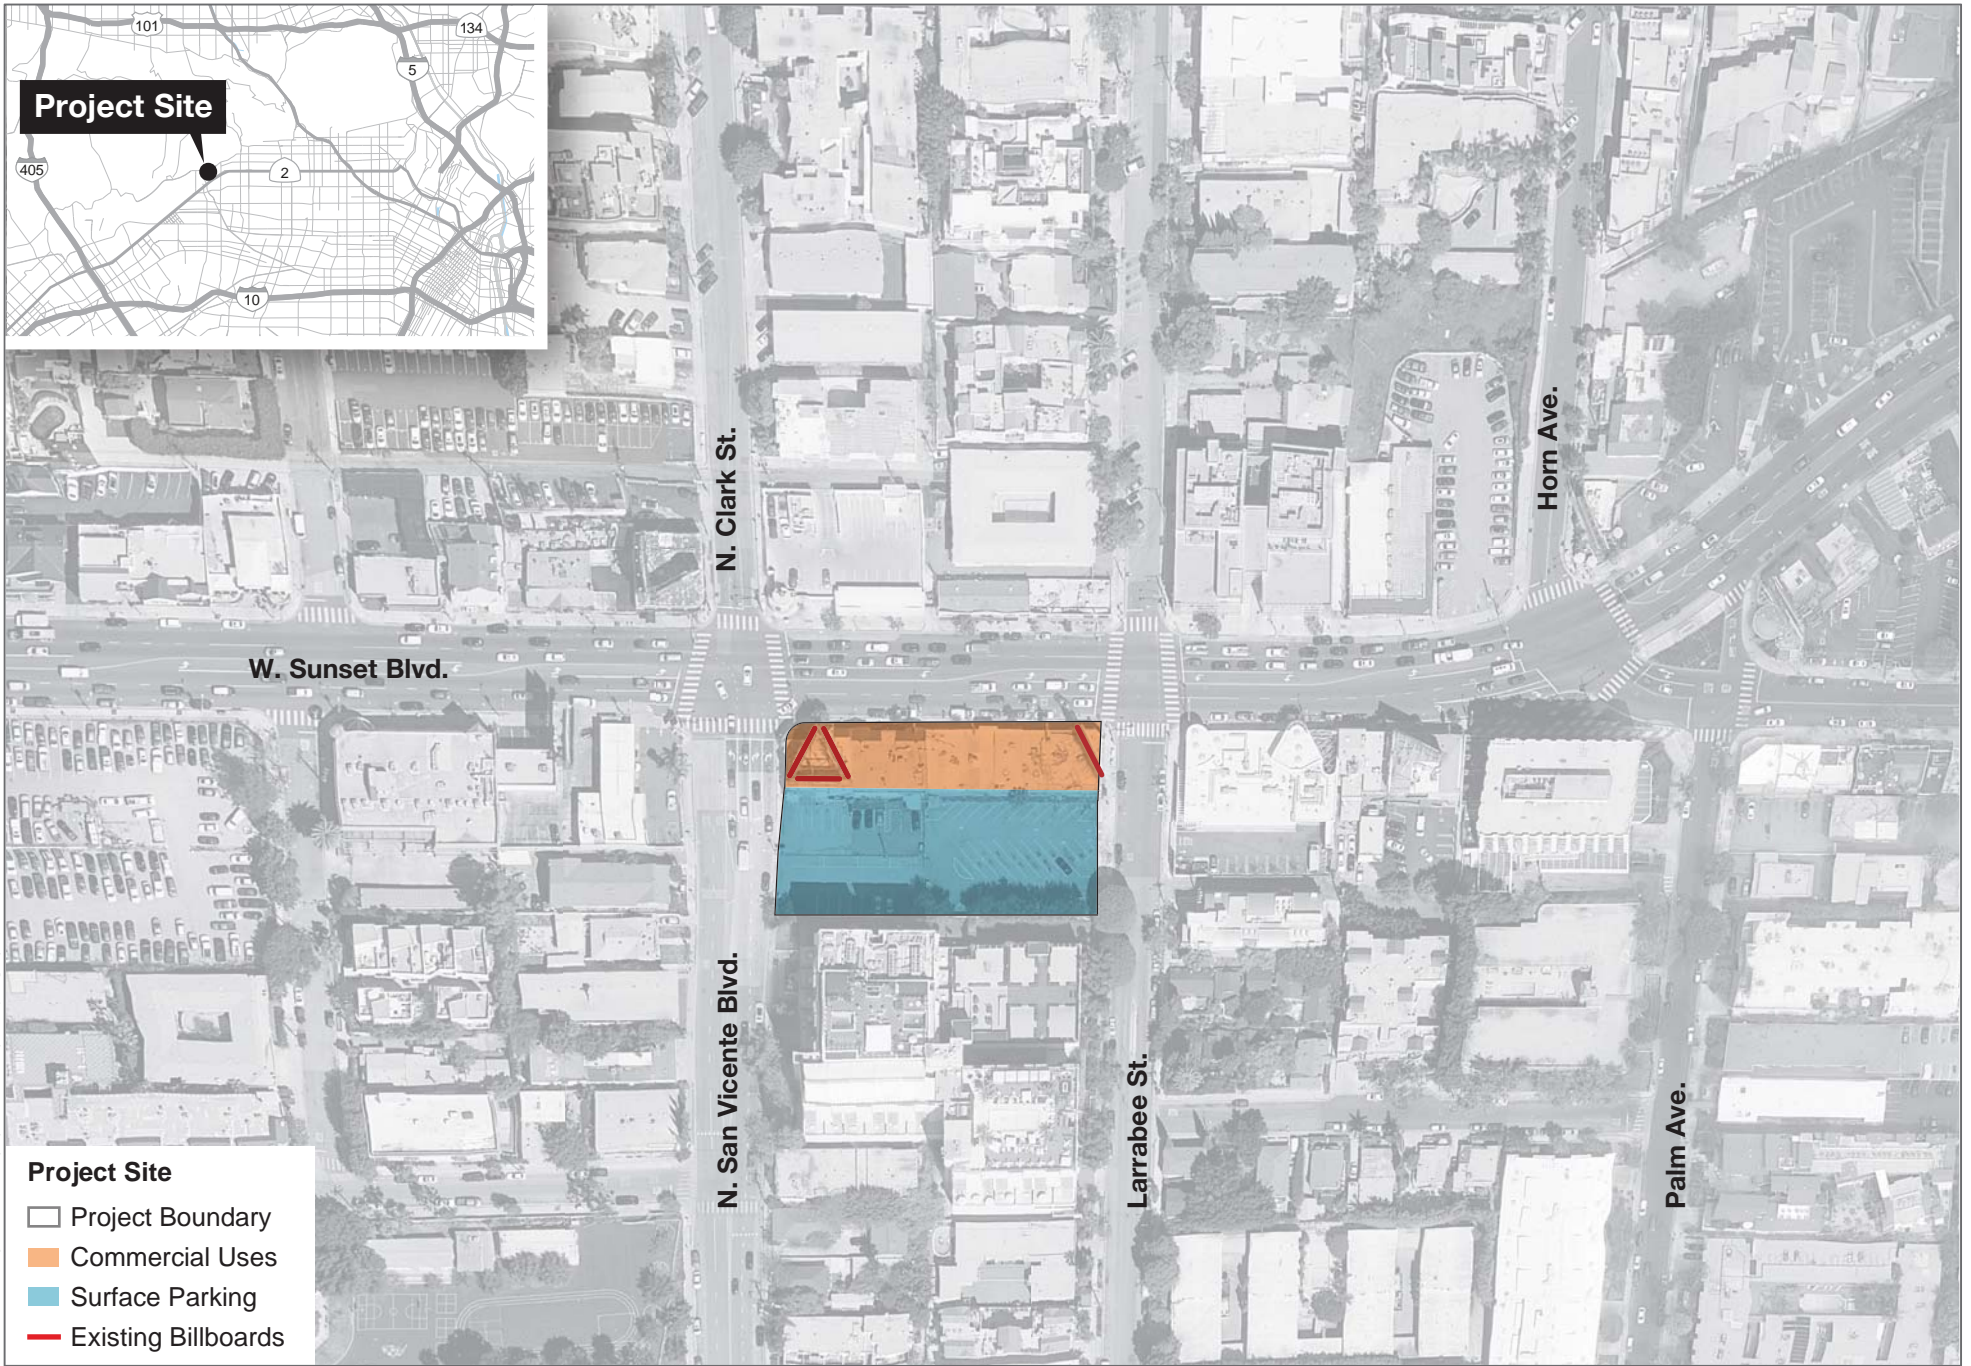 101
134
5
Project Site
405
2
10
N. Clark St.
Horn Ave.
W. Sunset Blvd.
N. San Vicente Blvd.
Larrabee St.
Palm Ave.
Project Site
Project Boundary
Commercial Uses
Surface Parking
Existing Billboards